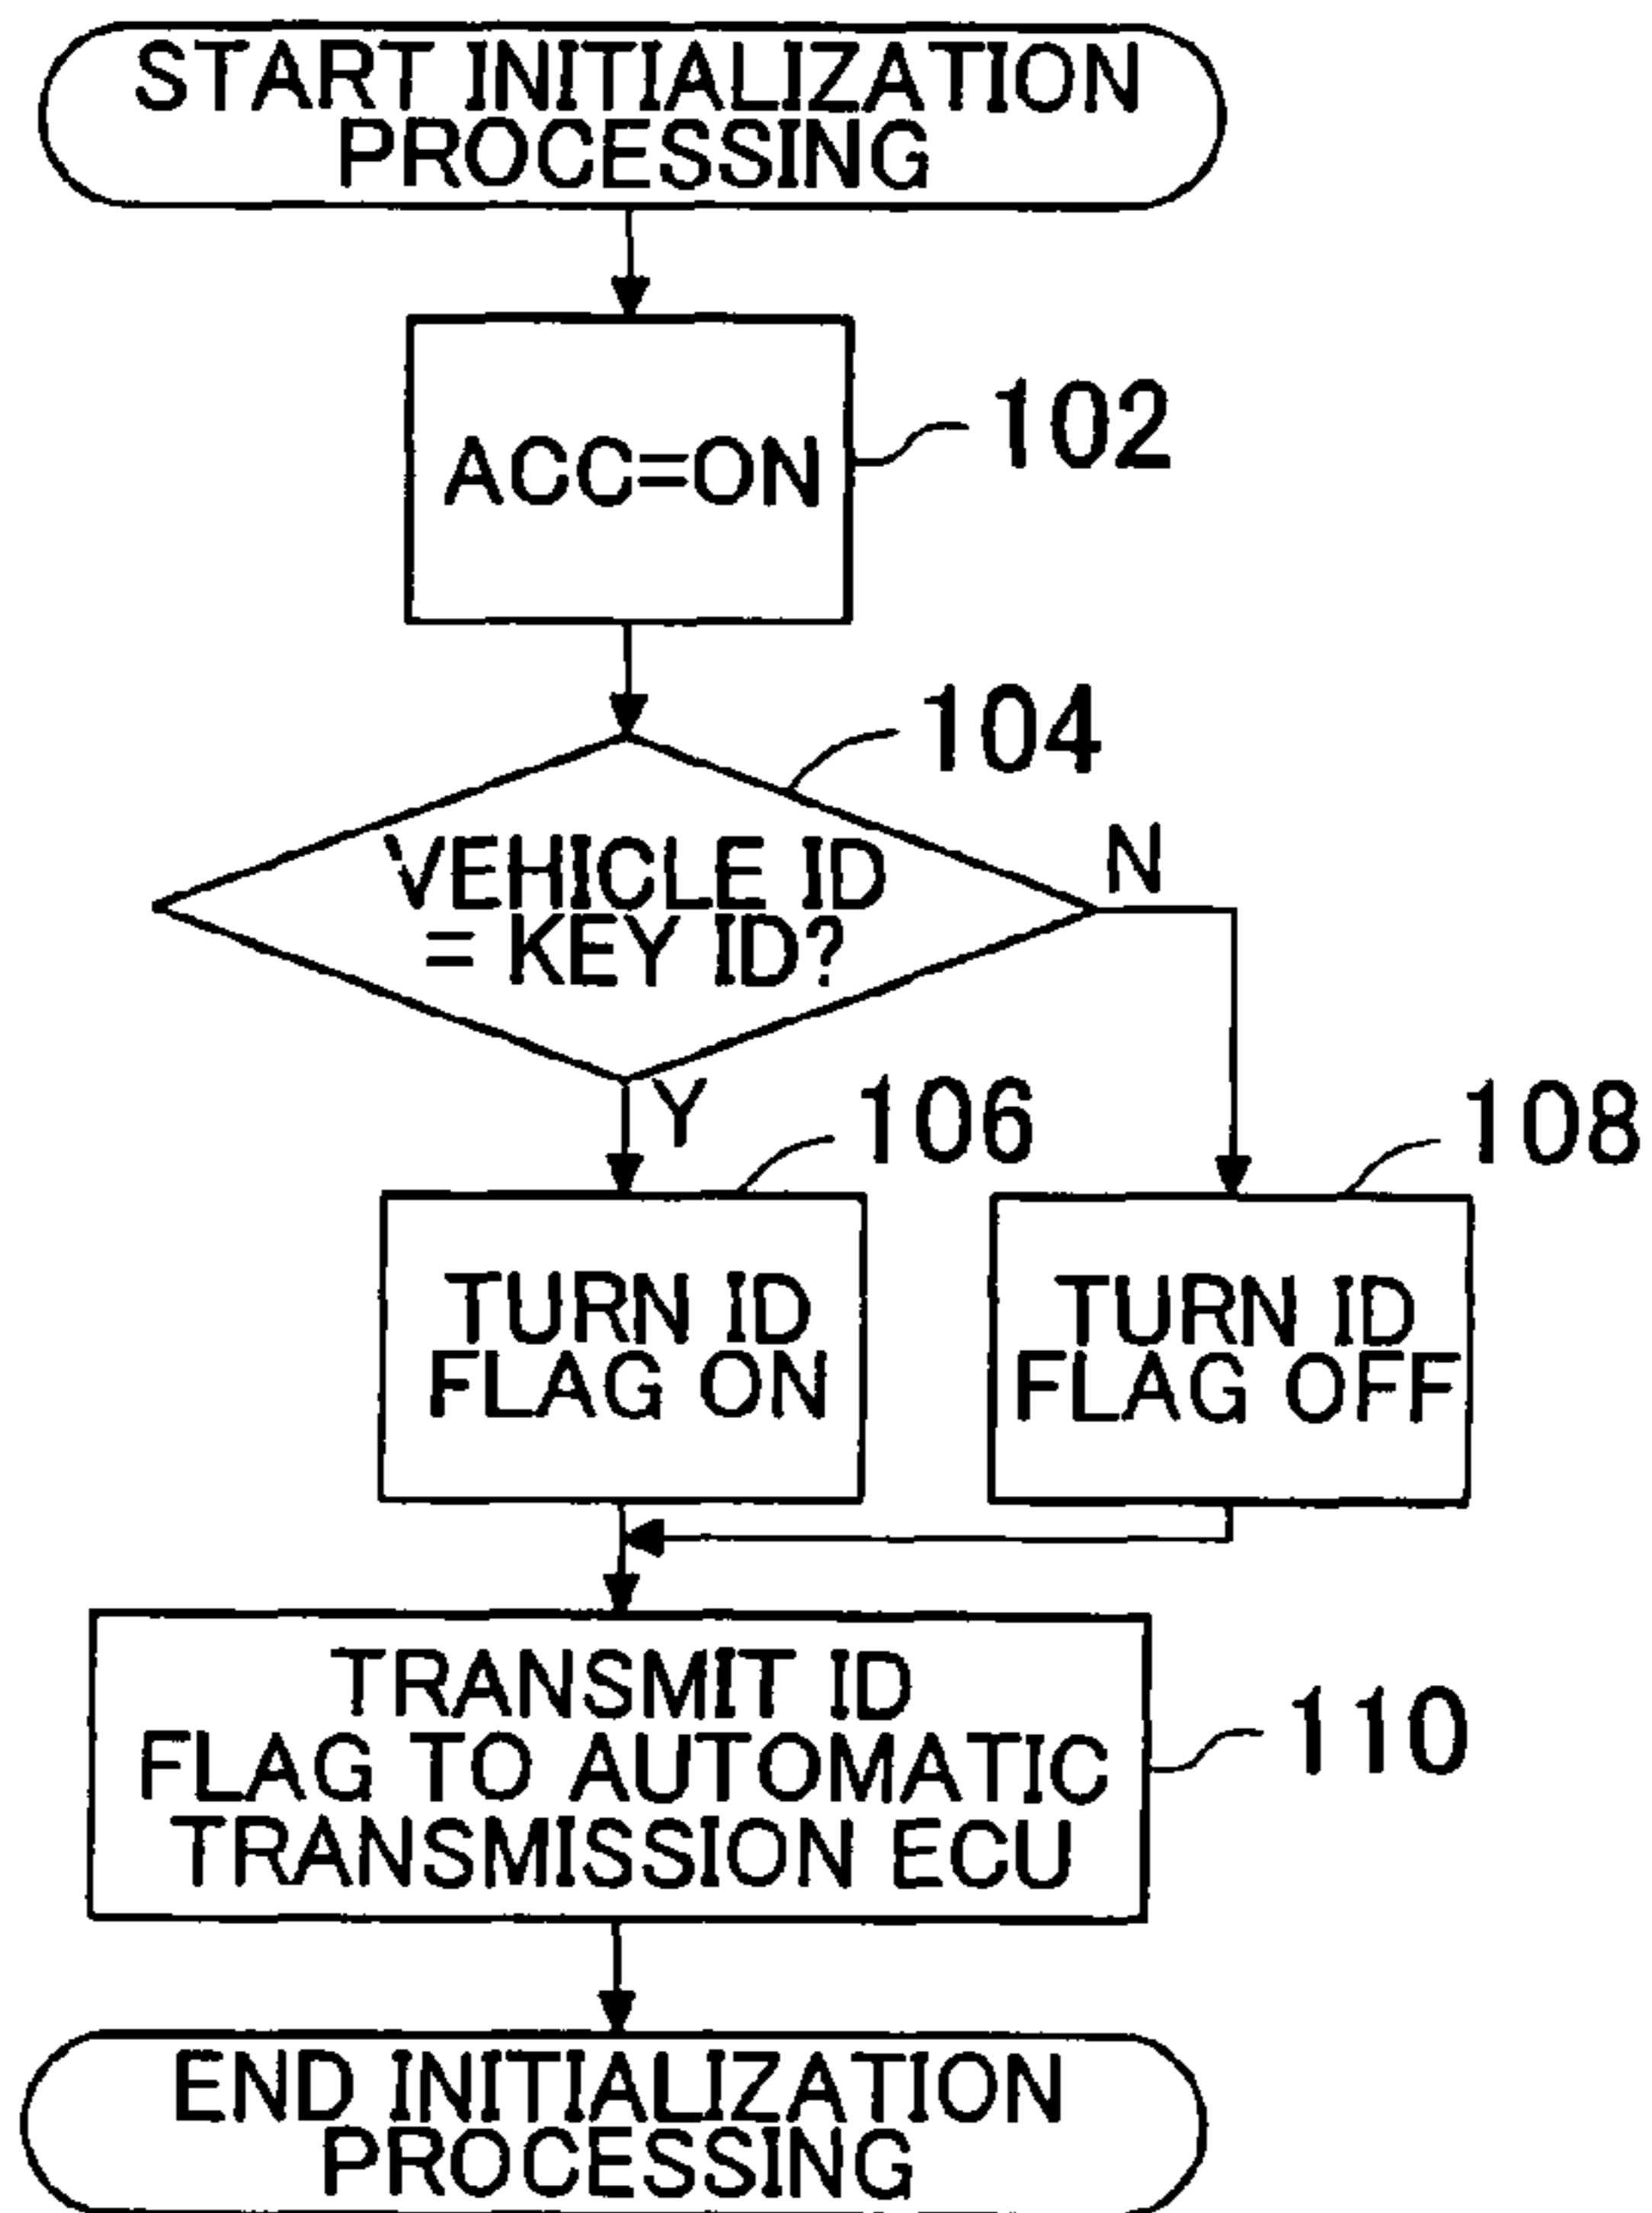 START INITIALIZATION
PROCESSING
ACC=ON
102
104
VEHICLE ID
= KEY ID?
N
Y
106
108
TURN ID
FLAG ON
TURN ID
FLAG OFF
TRANSMIT ID
FLAG TO AUTOMATIC
TRANSMISSION ECU
110
END INITIALIZATION
PROCESSING